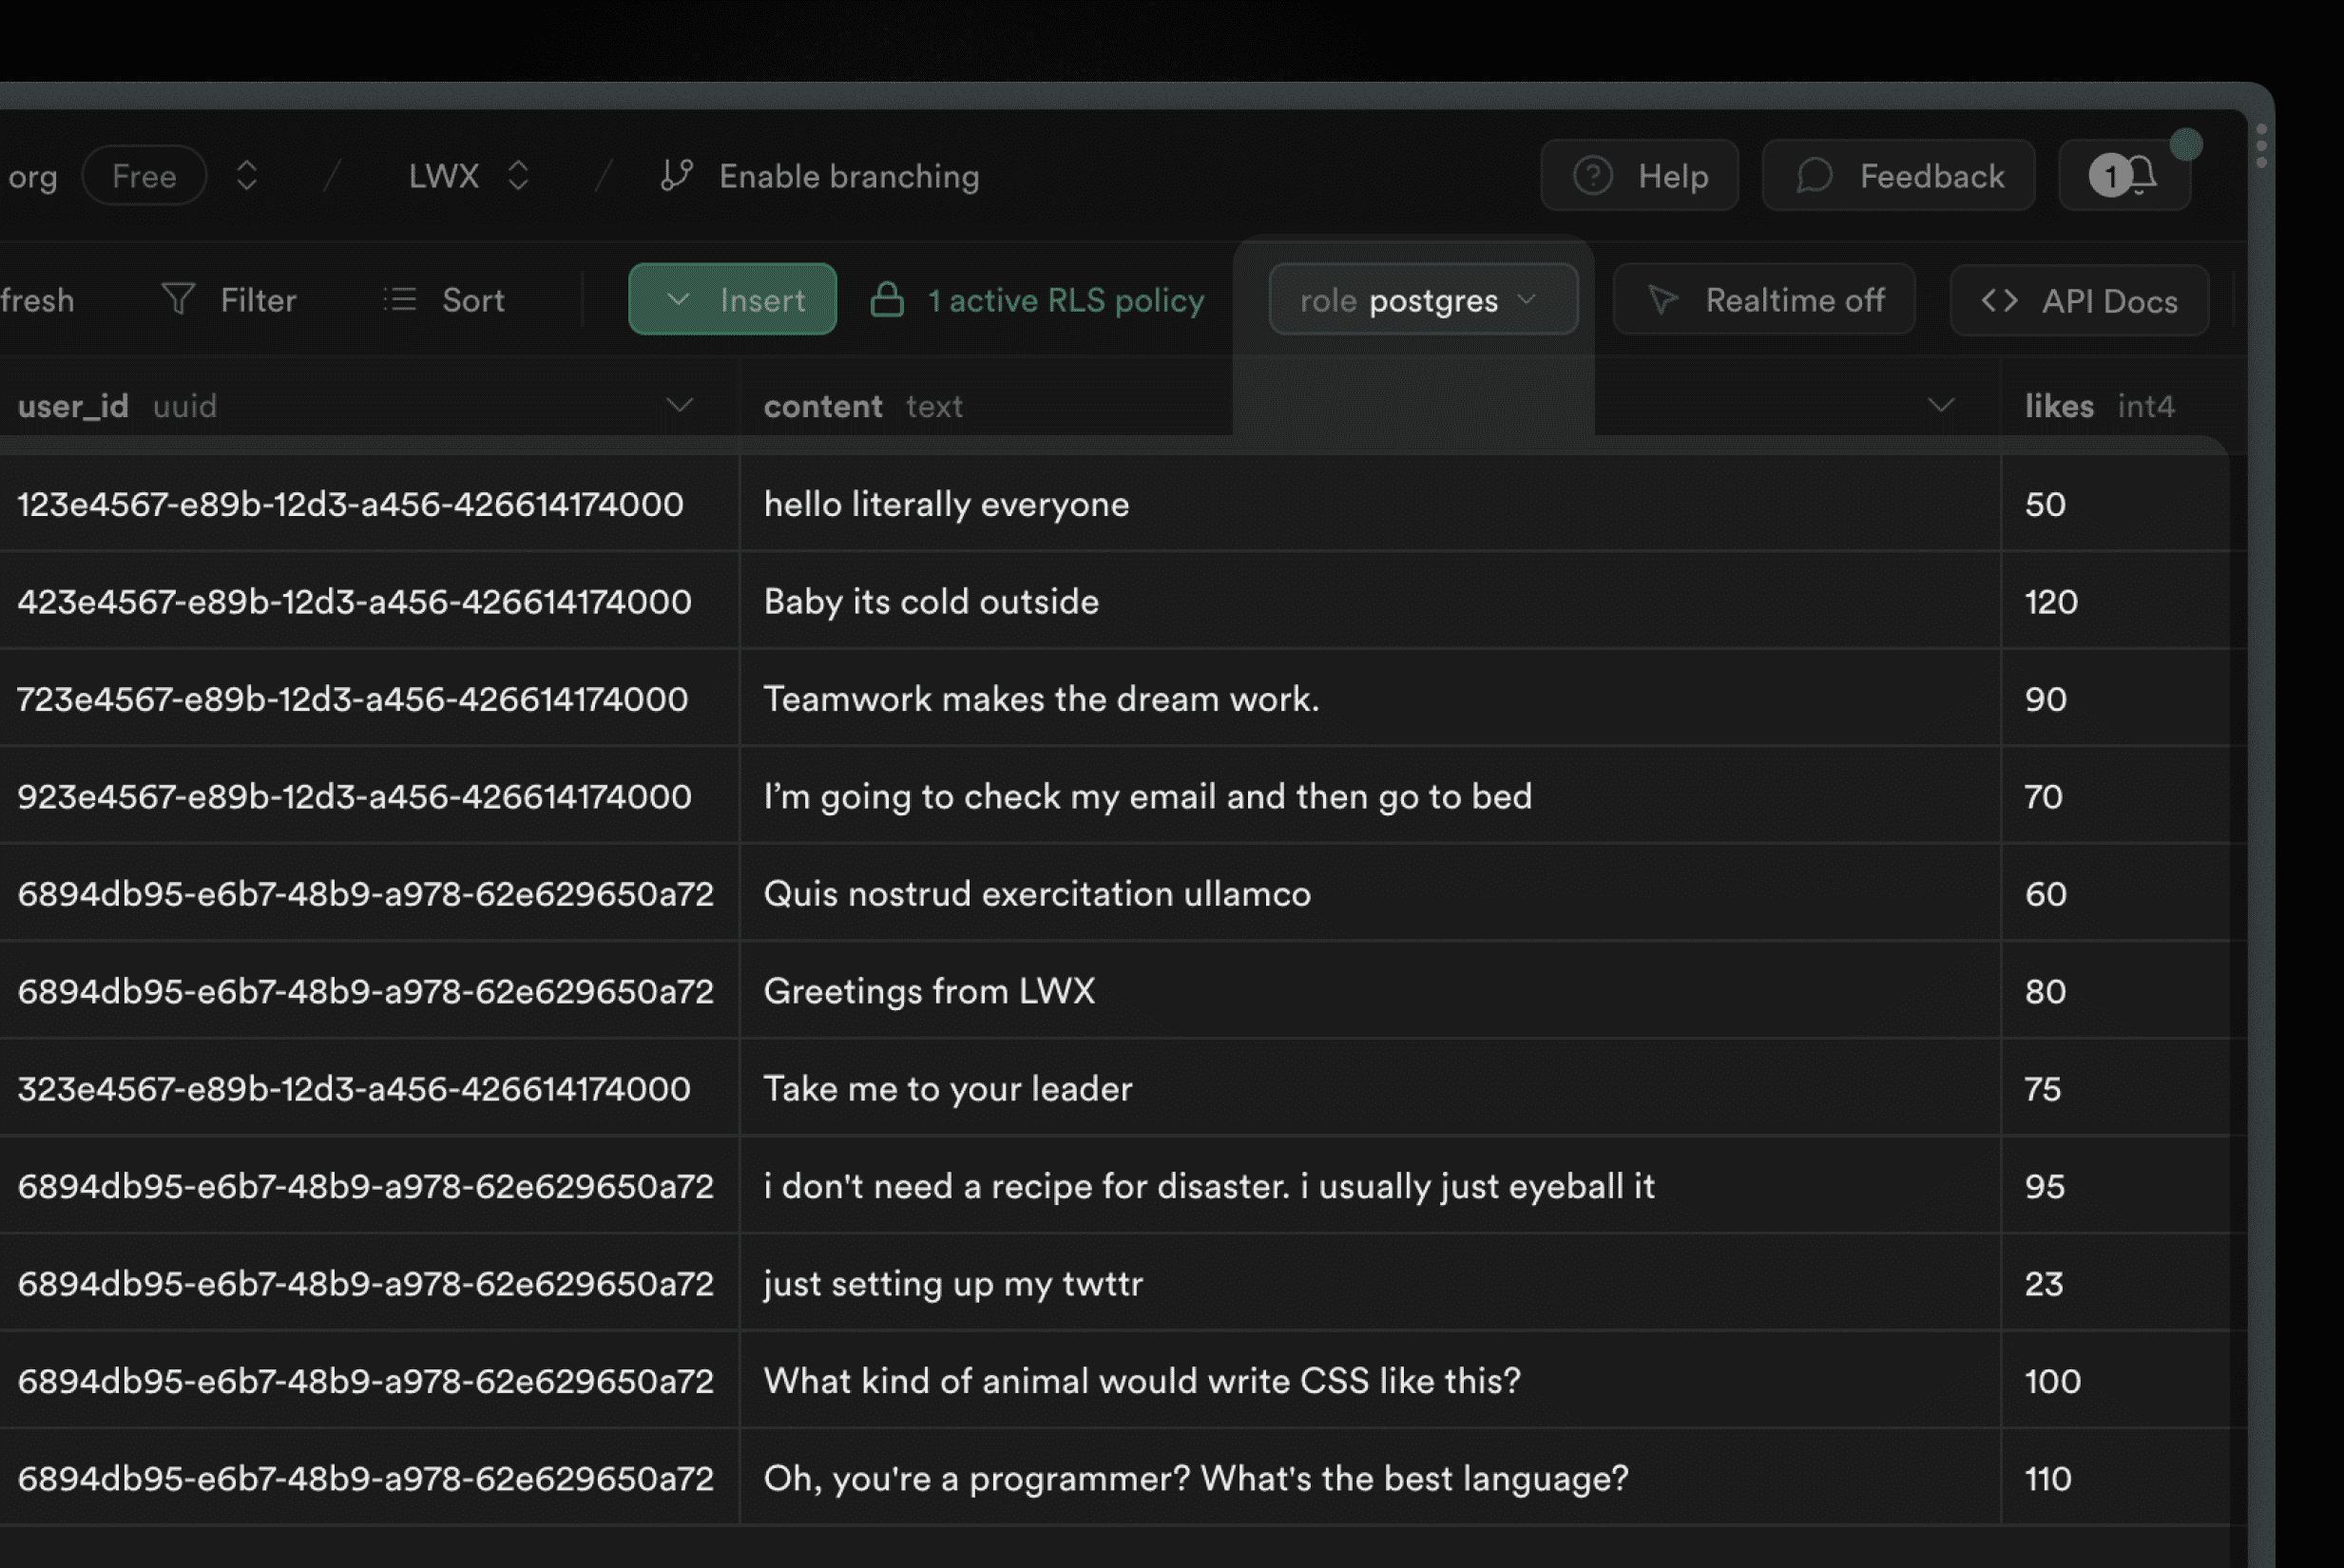 org Free / LWX / Enable branching Help Feedback 1
fresh Filter Sort Insert 1 active RLS policy role postgres Realtime off <> API Docs
user_id uuid content text likes int4
123e4567-e89b-12d3-a456-426614174000 hello literally everyone 50
423e4567-e89b-12d3-a456-426614174000 Baby its cold outside 120
723e4567-e89b-12d3-a456-426614174000 Teamwork makes the dream work. 90
923e4567-e89b-12d3-a456-426614174000 I’m going to check my email and then go to bed 70
6894db95-e6b7-48b9-a978-62e629650a72 Quis nostrud exercitation ullamco 60
6894db95-e6b7-48b9-a978-62e629650a72 Greetings from LWX 80
323e4567-e89b-12d3-a456-426614174000 Take me to your leader 75
6894db95-e6b7-48b9-a978-62e629650a72 i don't need a recipe for disaster. i usually just eyeball it 95
6894db95-e6b7-48b9-a978-62e629650a72 just setting up my twttr 23
6894db95-e6b7-48b9-a978-62e629650a72 What kind of animal would write CSS like this? 100
6894db95-e6b7-48b9-a978-62e629650a72 Oh, you're a programmer? What's the best language? 110